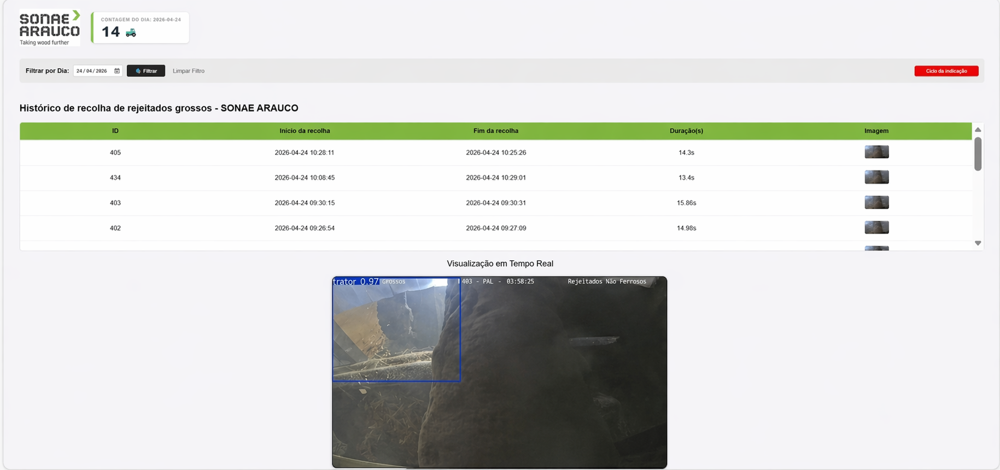 SONAE
ARAUCO
Taking wood further
CONTAGEM DO DIA: 2026-04-24
14
Filtrar por Dia: 24/04/2026 Filtrar Limpar Filtro Ciclo da indicação
Histórico de recolha de rejeitados grossos - SONAE ARAUCO
ID Início da recolha Fim da recolha Duração(s) Imagem
405 2026-04-24 10:28:11 2026-04-24 10:25:26 14.3s
434 2026-04-24 10:08:45 2026-04-24 10:29:01 13.4s
403 2026-04-24 09:30:15 2026-04-24 09:30:31 15.86s
402 2026-04-24 09:26:54 2026-04-24 09:27:09 14.98s
Visualização em Tempo Real
trator 0.97 GROSSOS 403 - PAL - 03:58:25 Rejeitados Não Ferrosos